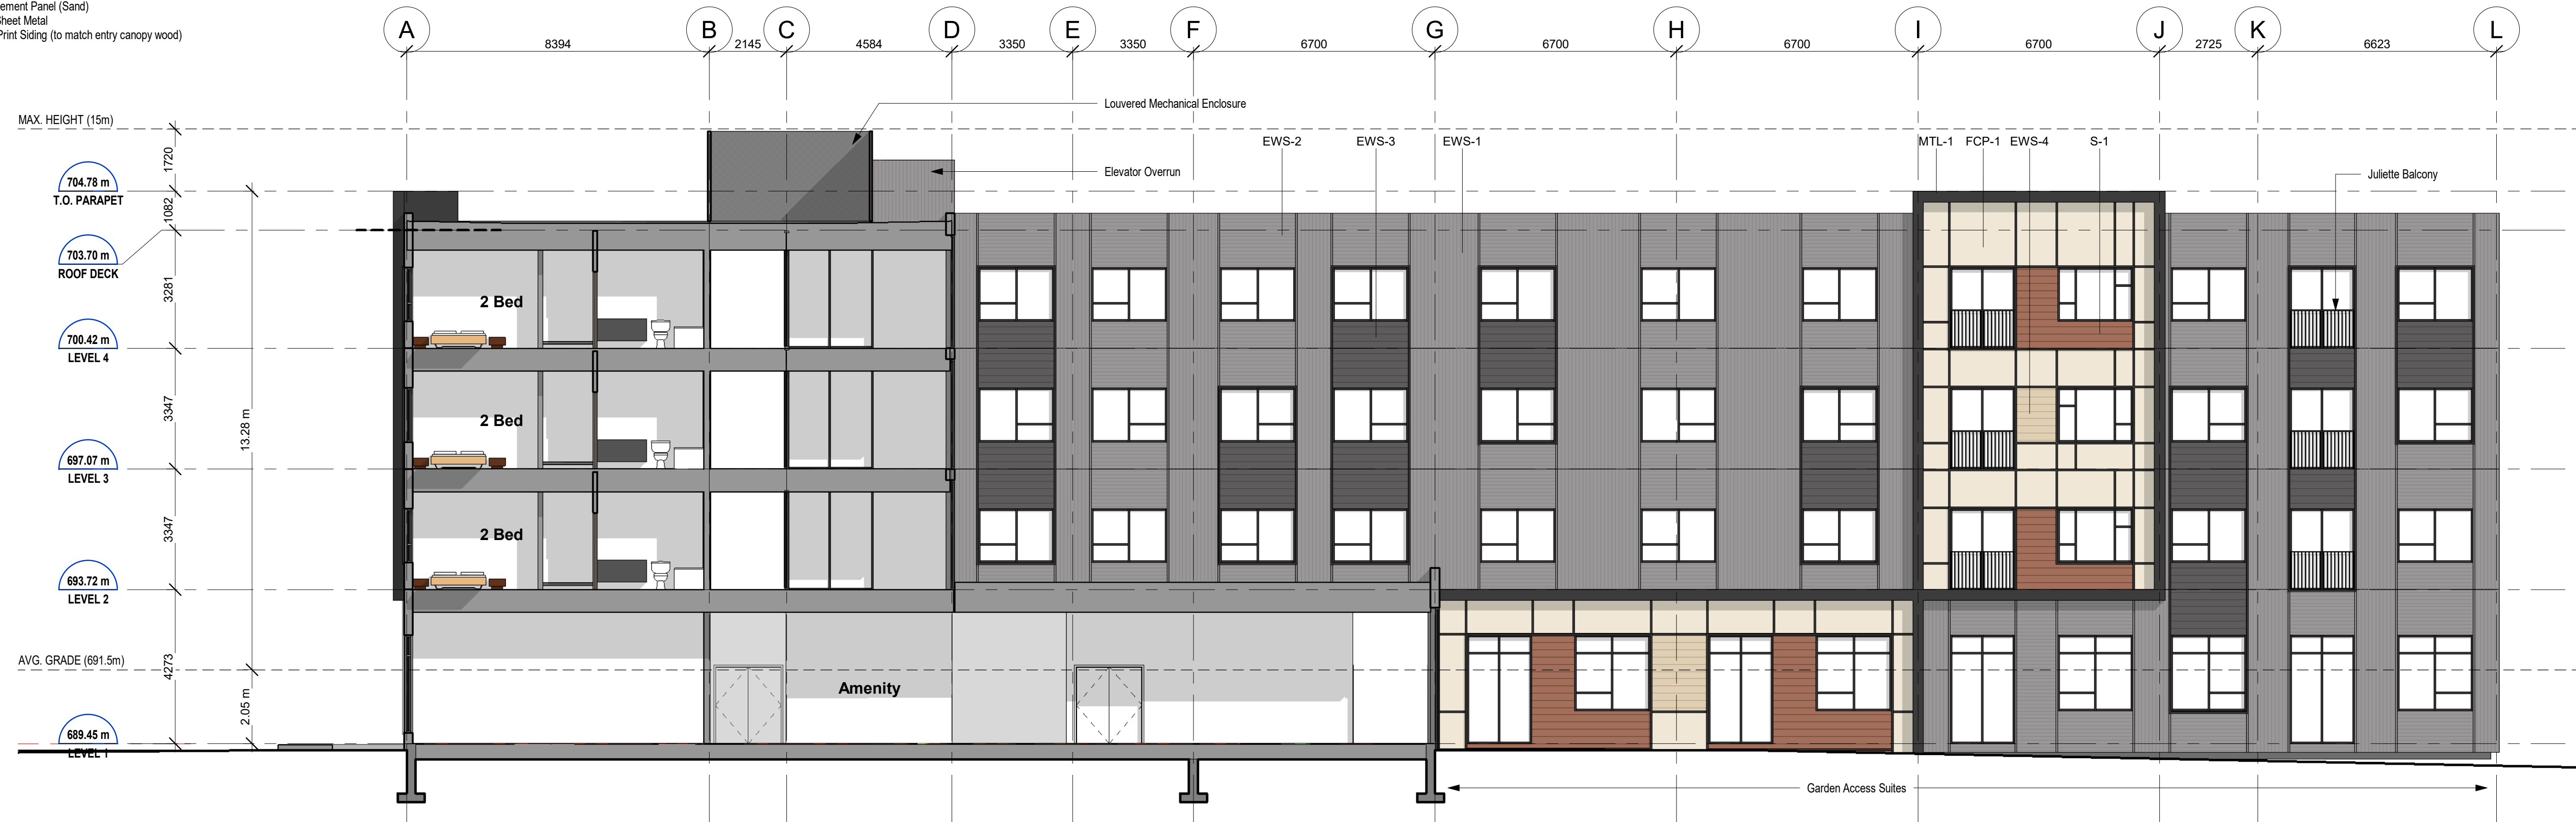 ement Panel (Sand)
Sheet Metal
Print Siding (to match entry canopy wood)
A B C D E F G H I J K L
8394 2145 4584 3350 3350 6700 6700 6700 6700 2725 6623
Louvered Mechanical Enclosure
MAX. HEIGHT (15m)
EWS-2 EWS-3 EWS-1 MTL-1 FCP-1 EWS-4 S-1
1720
Elevator Overrun
Juliette Balcony
704.78 m
T.O. PARAPET
1082
703.70 m
ROOF DECK
3281
2 Bed
700.42 m
LEVEL 4
3347
13.28 m
2 Bed
697.07 m
LEVEL 3
3347
2 Bed
693.72 m
LEVEL 2
AVG. GRADE (691.5m)
4273
Amenity
2.05 m
689.45 m
LEVEL 1
Garden Access Suites